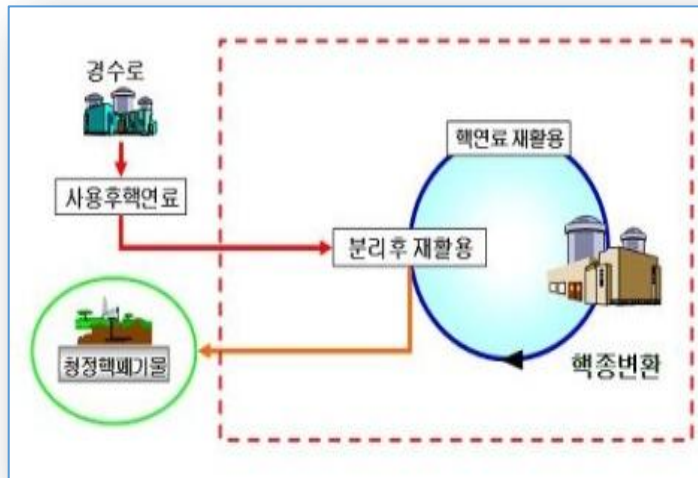 경수로
사용후핵연료
핵연료 재활용
분리후 재활용
핵종변환
청정핵폐기물